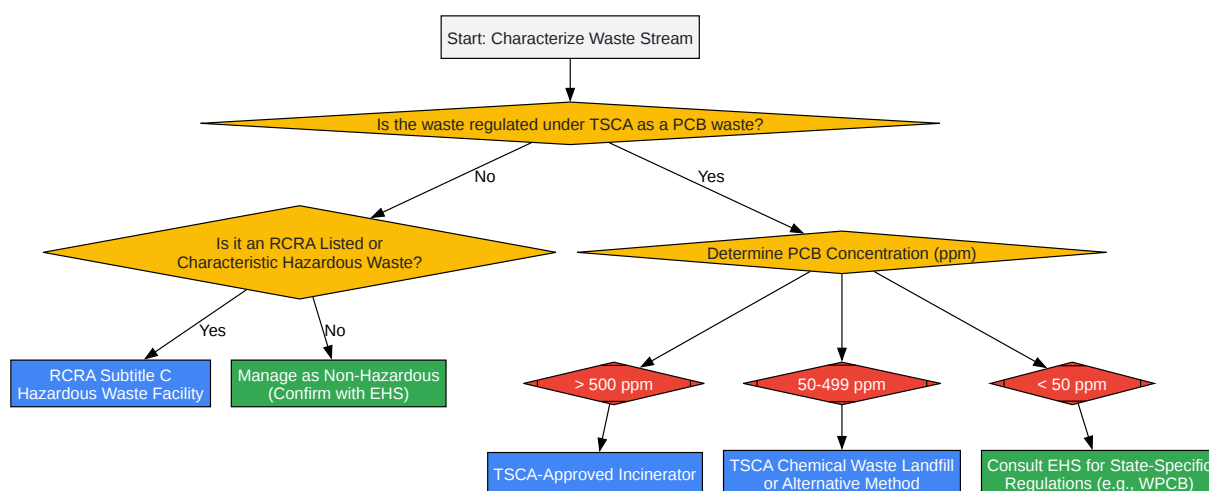 Start: Characterize Waste Stream
Is the waste regulated under TSCA as a PCB waste?
No
Yes
Is it an RCRA Listed or
Characteristic Hazardous Waste?
Determine PCB Concentration (ppm)
Yes
No
RCRA Subtitle C
Hazardous Waste Facility
Manage as Non-Hazardous
(Confirm with EHS)
> 500 ppm
50-499 ppm
< 50 ppm
TSCA-Approved Incinerator
TSCA Chemical Waste Landfill
or Alternative Method
Consult EHS for State-Specific
Regulations (e.g., WPCB)